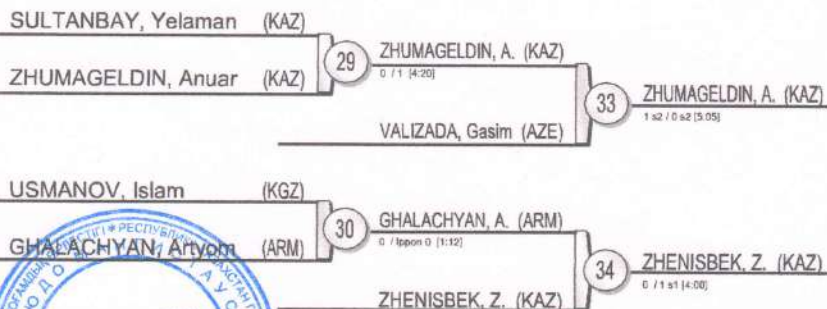 SULTANBAY, Yelaman (KAZ)
ZHUMAGELDIN, Anuar (KAZ)
29
ZHUMAGELDIN, A. (KAZ)
0 / 1 [4:20]
VALIZADA, Gasim (AZE)
33
ZHUMAGELDIN, A. (KAZ)
1 s2 / 0 s2 [5:05]
USMANOV, Islam (KGZ)
GHALACHYAN, Artyom (ARM)
30
GHALACHYAN, A. (ARM)
0 / Ippon 0 [1:12]
ZHENISBEK, Z. (KAZ)
34
ZHENISBEK, Z. (KAZ)
0 / 1 s1 [4:00]